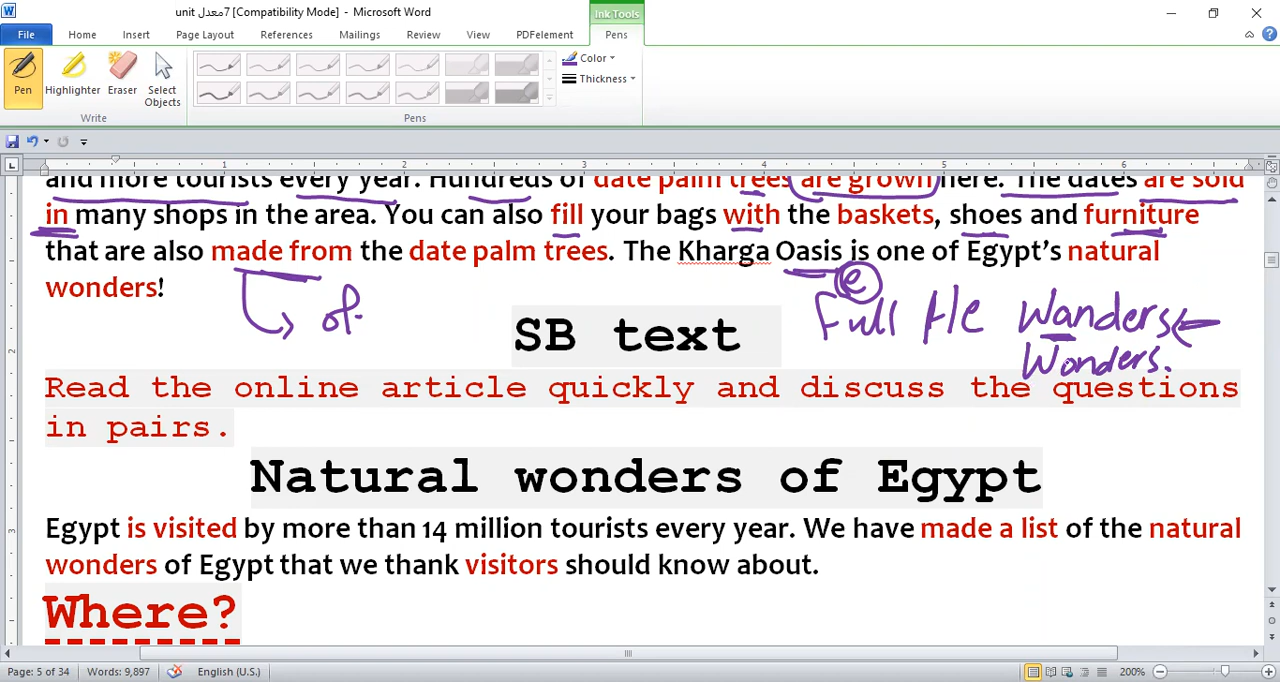 unit 7معدل [Compatibility Mode] - Microsoft Word
Ink Tools
File Home Insert Page Layout References Mailings Review View PDFelement Pens
Pen Highlighter Eraser Select Objects
Color
Thickness
Write
Pens
1 2 3 4 5 6
and more tourists every year. Hundreds of date palm trees are grown here. The dates are sold
in many shops in the area. You can also fill your bags with the baskets, shoes and furniture
that are also made from the date palm trees. The Kharga Oasis is one of Egypt's natural
e
wonders!
of. Full He Wanders
Wonders.
SB text
Read the online article quickly and discuss the questions
in pairs.
Natural wonders of Egypt
Egypt is visited by more than 14 million tourists every year. We have made a list of the natural
wonders of Egypt that we thank visitors should know about.
Where?
Page: 5 of 34 Words: 9,897 English (U.S.) 200%